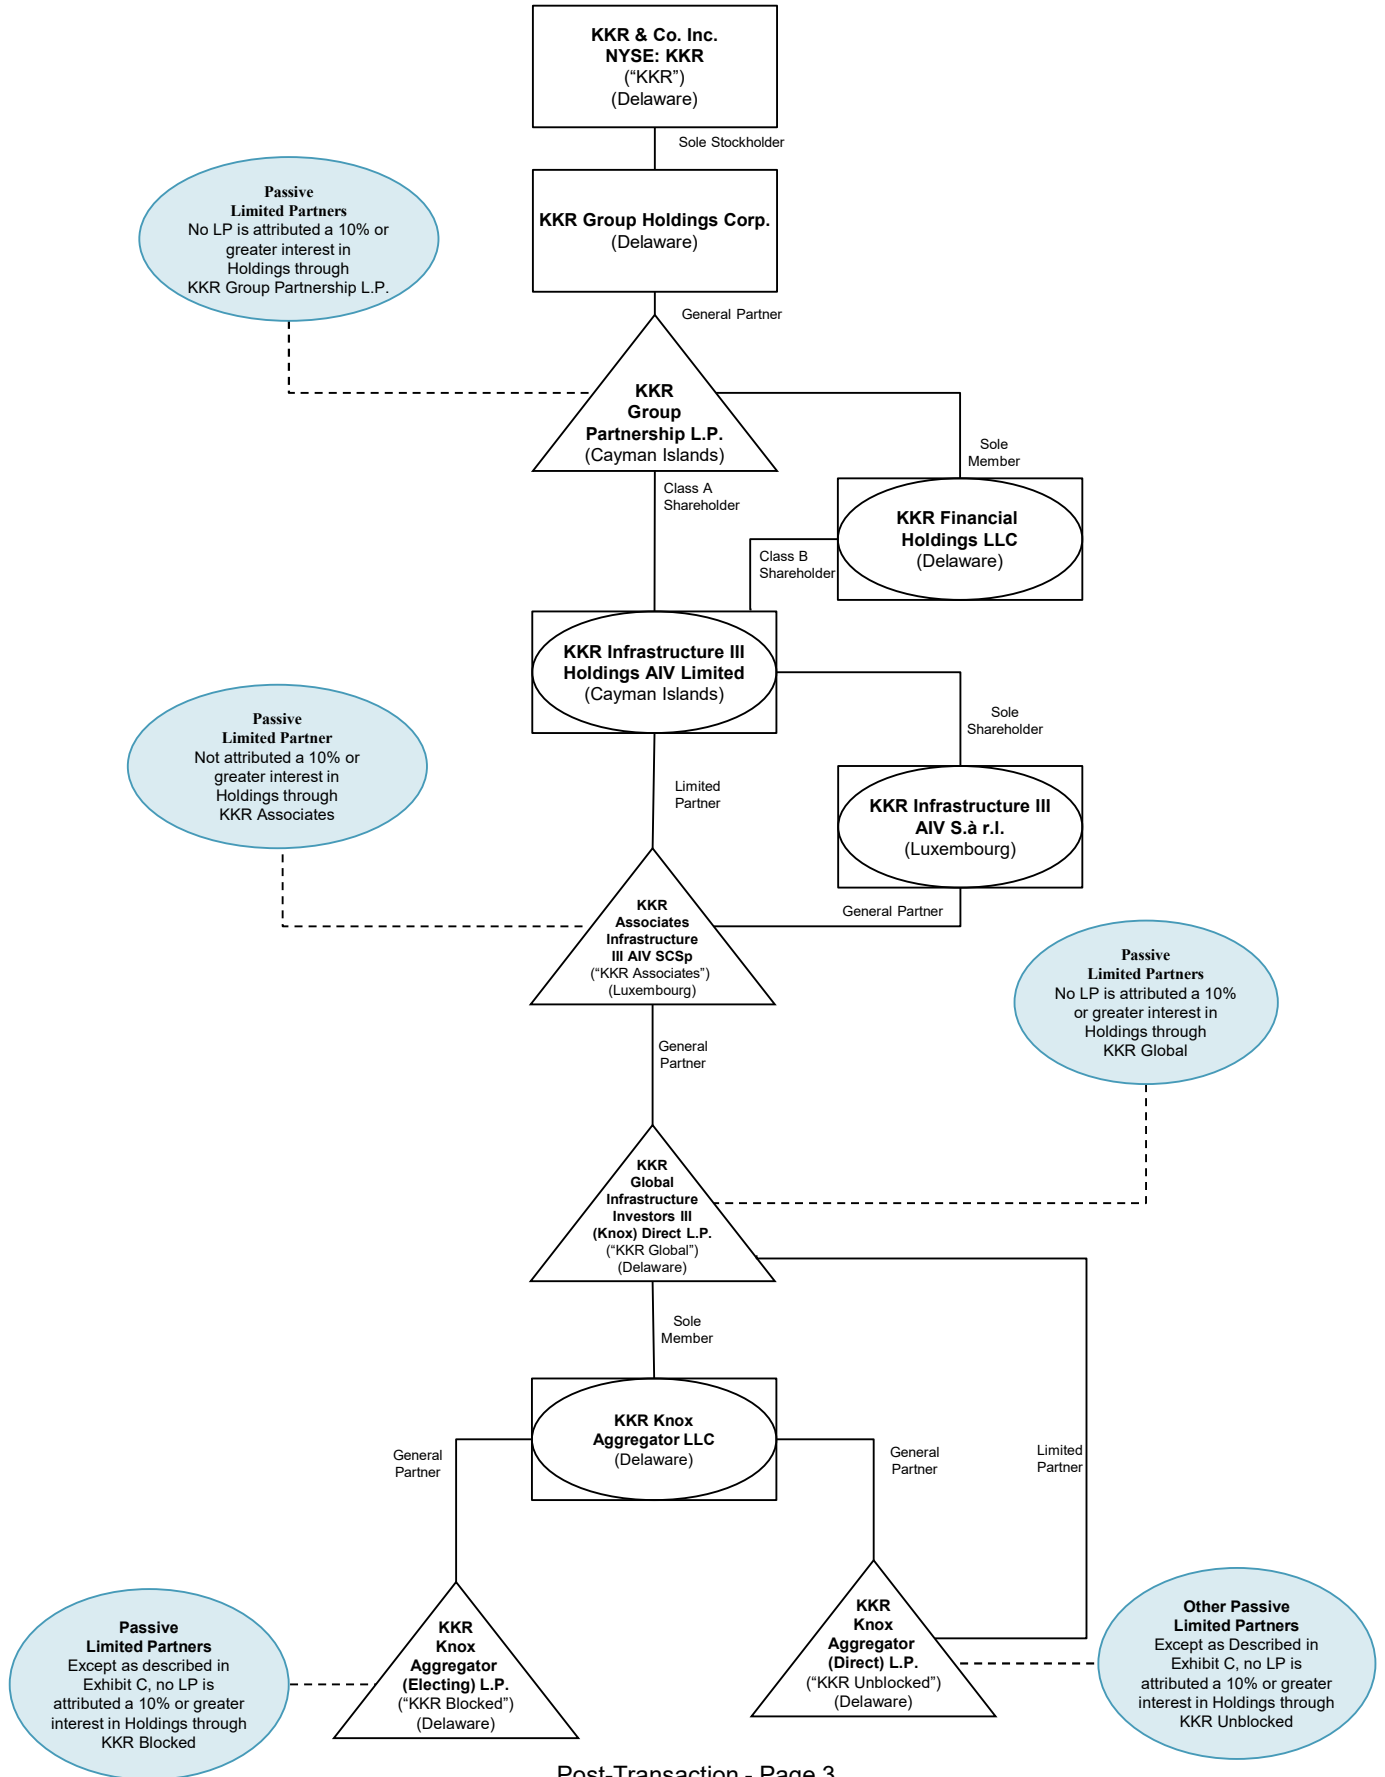 KKR & Co. Inc.
NYSE: KKR
(“KKR”)
(Delaware)
Sole Stockholder
KKR Group Holdings Corp.
(Delaware)
General Partner
Passive
Limited Partners
No LP is attributed a 10% or
greater interest in
Holdings through
KKR Group Partnership L.P.
KKR
Group
Partnership L.P.
(Cayman Islands)
Sole
Member
Class A
Shareholder
KKR Financial
Holdings LLC
(Delaware)
Class B
Shareholder
KKR Infrastructure III
Holdings AIV Limited
(Cayman Islands)
Sole
Shareholder
Passive
Limited Partner
Not attributed a 10% or
greater interest in
Holdings through
KKR Associates
Limited
Partner
KKR Infrastructure III
AIV S.à r.l.
(Luxembourg)
General Partner
KKR
Associates
Infrastructure
III AIV SCSp
(“KKR Associates”)
(Luxembourg)
Passive
Limited Partners
No LP is attributed a 10%
or greater interest in
Holdings through
KKR Global
General
Partner
KKR
Global
Infrastructure
Investors III
(Knox) Direct L.P.
(“KKR Global”)
(Delaware)
Sole
Member
KKR Knox
Aggregator LLC
(Delaware)
General
Partner
General
Partner
Limited
Partner
Passive
Limited Partners
Except as described in
Exhibit C, no LP is
attributed a 10% or greater
interest in Holdings through
KKR Blocked
KKR
Knox
Aggregator
(Electing) L.P.
(“KKR Blocked”)
(Delaware)
KKR
Knox
Aggregator
(Direct) L.P.
(“KKR Unblocked”)
(Delaware)
Other Passive
Limited Partners
Except as Described in
Exhibit C, no LP is
attributed a 10% or greater
interest in Holdings through
KKR Unblocked
Post-Transaction - Page 3